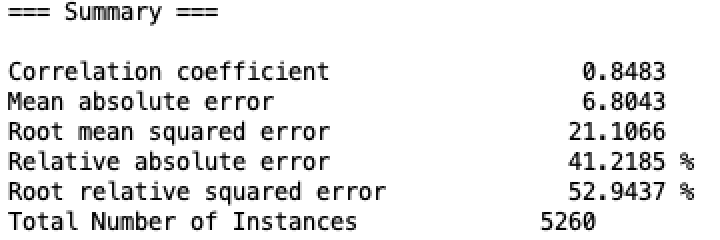 === Summary ===
Correlation coefficient 0.8483
Mean absolute error 6.8043
Root mean squared error 21.1066
Relative absolute error 41.2185 %
Root relative squared error 52.9437 %
Total Number of Instances 5260